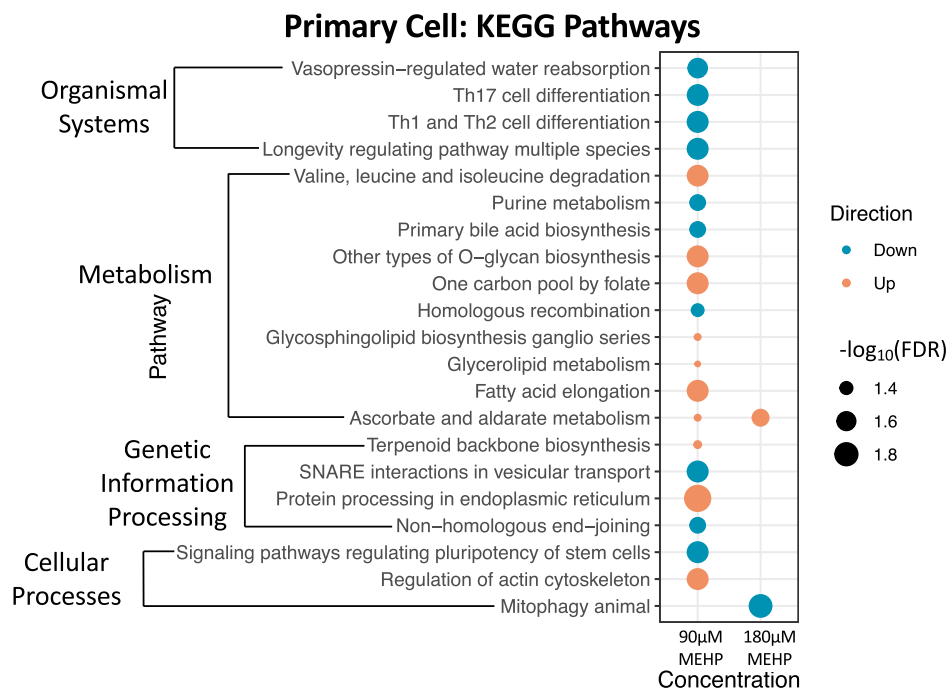 Primary Cell: KEGG Pathways
Organismal
Systems
Vasopressin−regulated water reabsorption
Th17 cell differentiation
Th1 and Th2 cell differentiation
Longevity regulating pathway multiple species
Metabolism
Pathway
Valine, leucine and isoleucine degradation
Purine metabolism
Primary bile acid biosynthesis
Other types of O−glycan biosynthesis
One carbon pool by folate
Homologous recombination
Glycosphingolipid biosynthesis ganglio series
Glycerolipid metabolism
Fatty acid elongation
Ascorbate and aldarate metabolism
Genetic
Information
Processing
Terpenoid backbone biosynthesis
SNARE interactions in vesicular transport
Protein processing in endoplasmic reticulum
Non−homologous end−joining
Cellular
Processes
Signaling pathways regulating pluripotency of stem cells
Regulation of actin cytoskeleton
Mitophagy animal
90µM 180µM
MEHP MEHP
Concentration
Direction
Down
Up
-log₁₀(FDR)
1.4
1.6
1.8